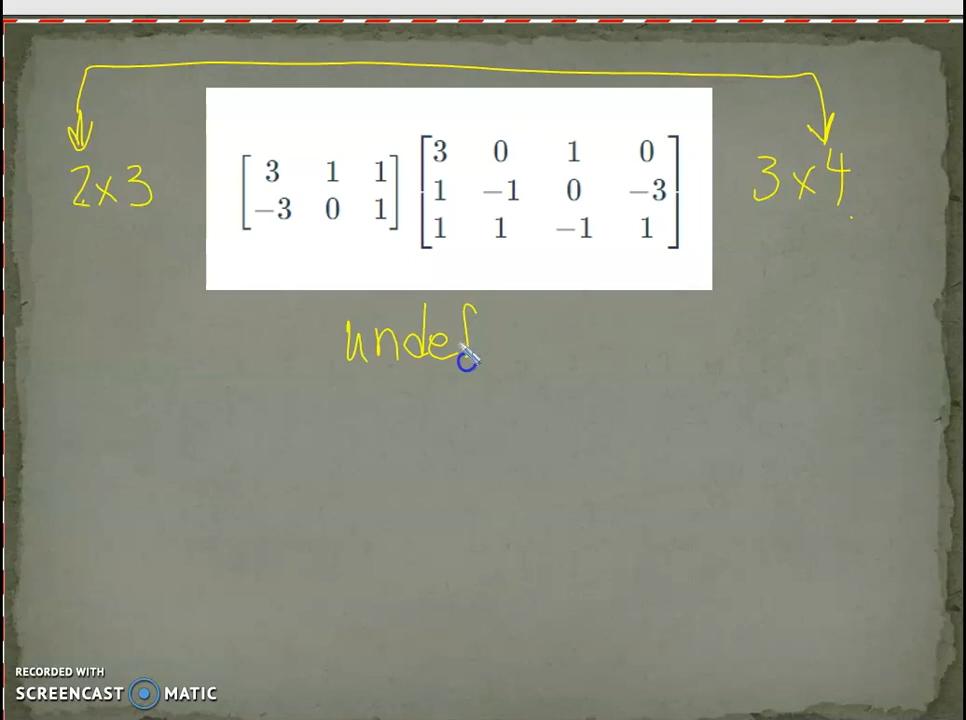 2x3
3 1 1
-3 0 1
3 0 1 0
1 -1 0 -3
1 1 -1 1
3x4
undef
RECORDED WITH
SCREENCAST MATIC